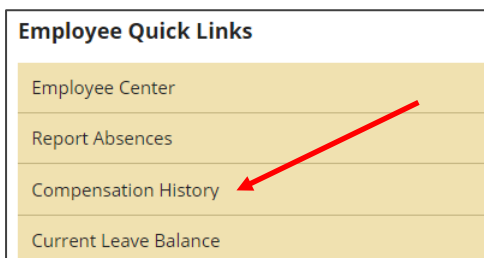 Employee Quick Links
Employee Center
Report Absences
Compensation History
Current Leave Balance